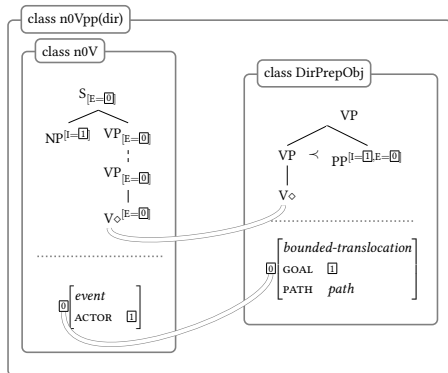 class n0Vpp(dir)
class n0V
S[E=0]
NP[I=1] VP[E=0]
VP[E=0]
V◇[E=0]
event
0
ACTOR 1
class DirPrepObj
VP
VP ≺ PP[I=1,E=0]
V◇
bounded-translocation
0 GOAL 1
PATH path